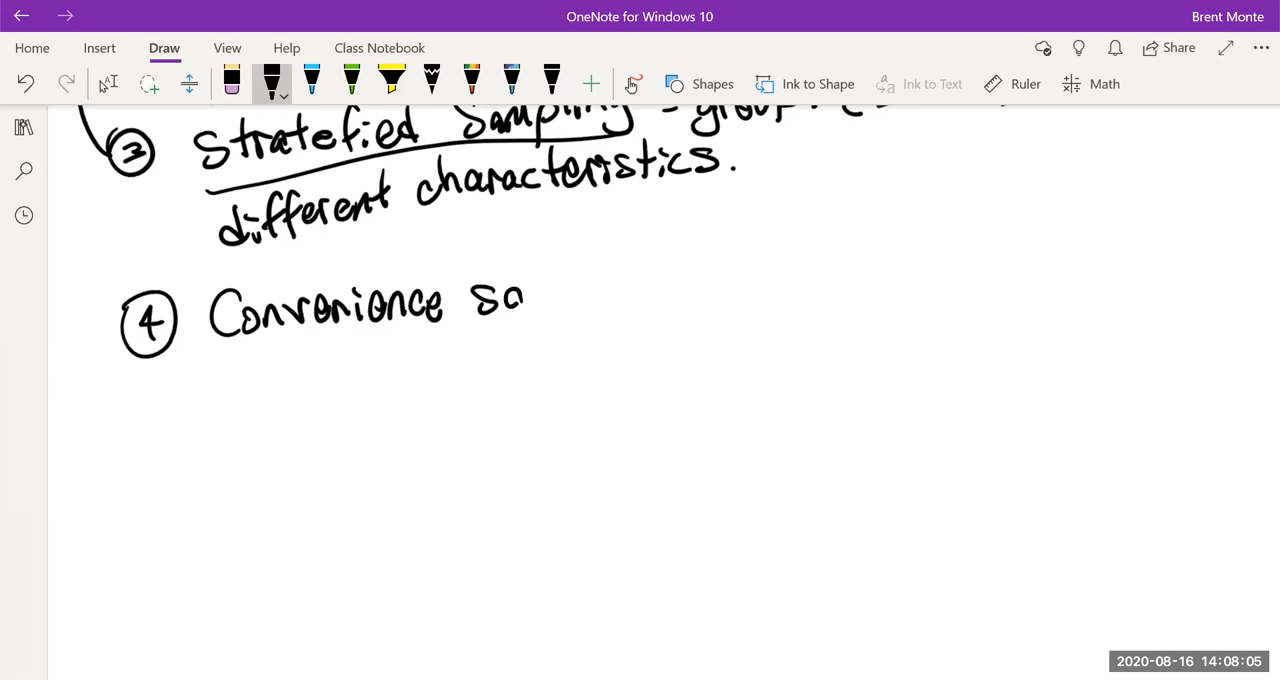 OneNote for Windows 10
Brent Monte
Home Insert Draw View Help Class Notebook Share
Shapes Ink to Shape Ink to Text Ruler Math
3 Stratefied Sampling - group
different characteristics.
4 Convenience sa
2020-08-16 14:08:05